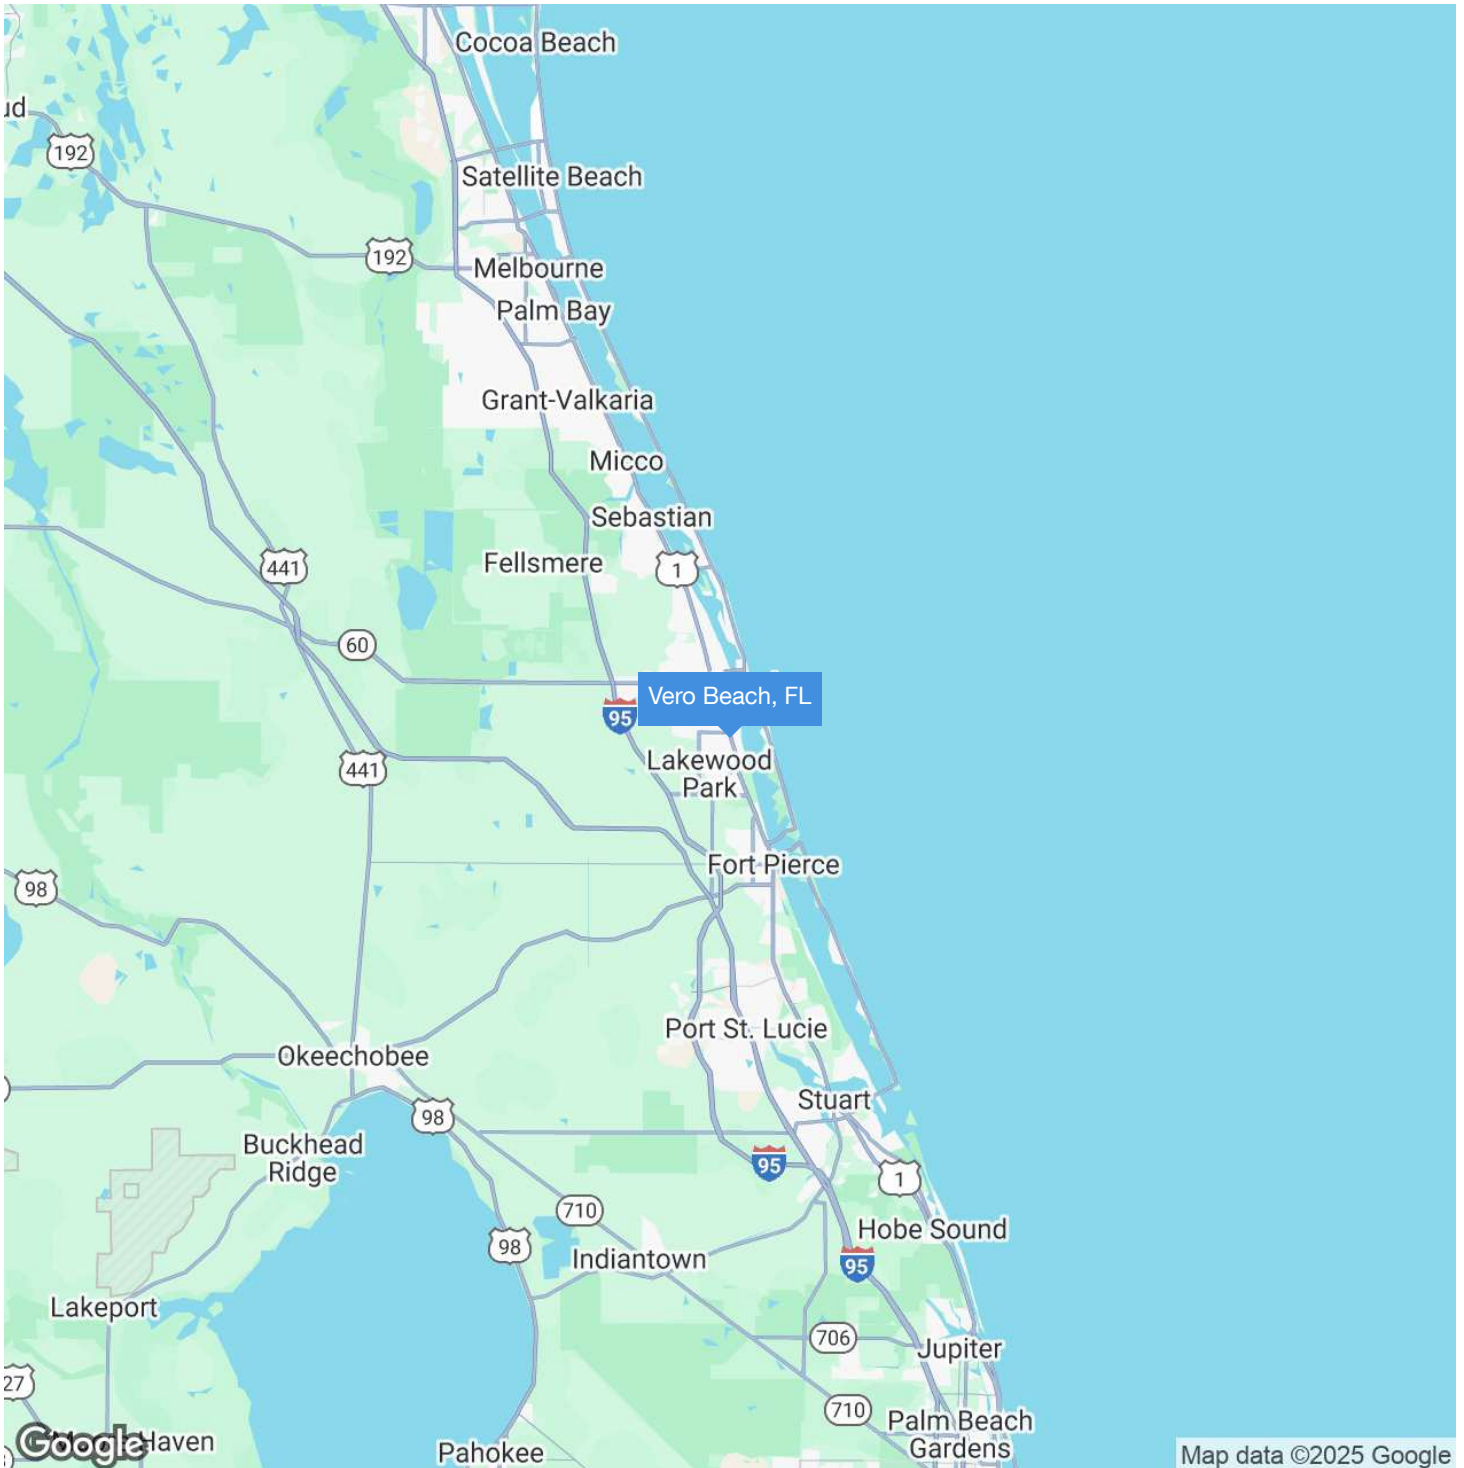 Cocoa Beach
ud
192
Satellite Beach
192
Melbourne
Palm Bay
Grant-Valkaria
Micco
Sebastian
Fellsmere
441
1
60
Vero Beach, FL
95
Lakewood
Park
441
Fort Pierce
98
Port St. Lucie
Okeechobee
Stuart
98
Buckhead
Ridge
95
1
710
Hobe Sound
98
Indiantown
95
Lakeport
706
Jupiter
27
710
Palm Beach
Gardens
Google
Haven
Pahokee
Map data ©2025 Google